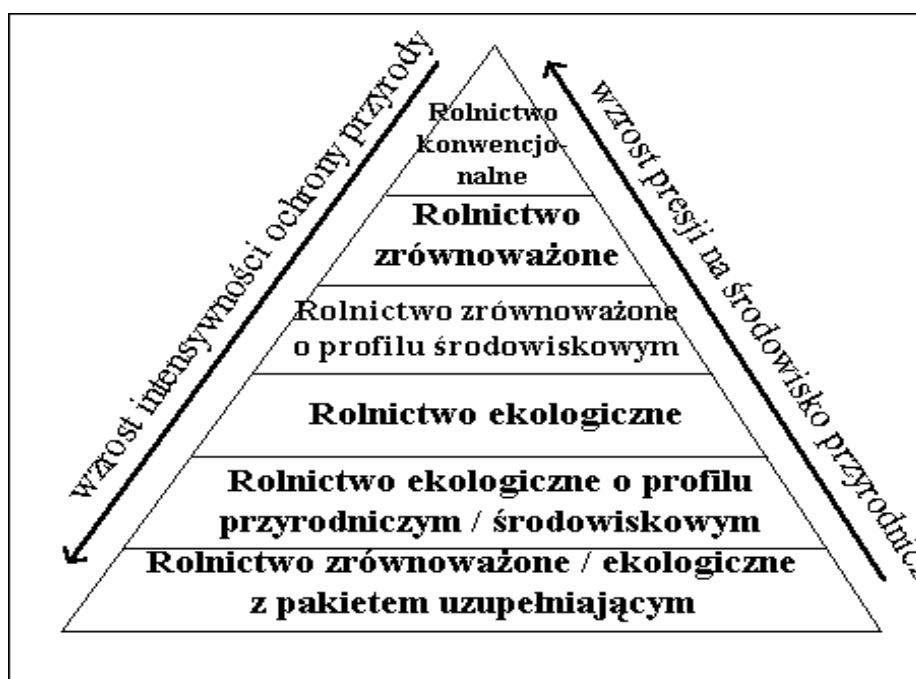 wzrost intensywności ochrony przyrody
wzrost presji na środowisko przyrodnicz
Rolnictwo
konwencjo-
nalne
Rolnictwo
zrównoważone
Rolnictwo zrównoważone
o profilu środowiskowym
Rolnictwo ekologiczne
Rolnictwo ekologiczne o profilu
przyrodniczym / środowiskowym
Rolnictwo zrównoważone / ekologiczne
z pakietem uzupełniającym